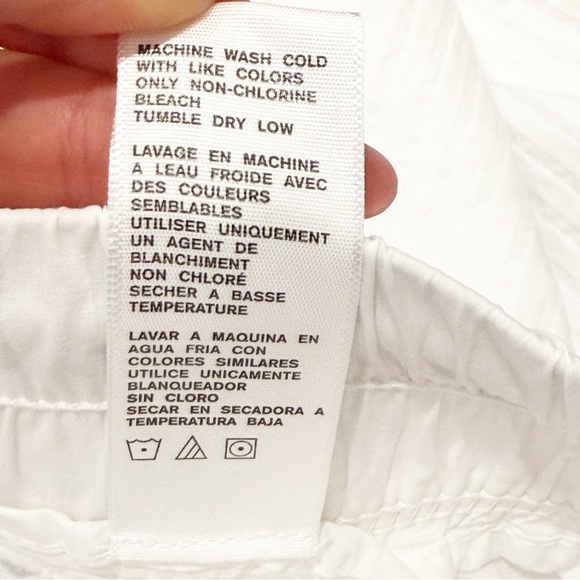 MACHINE WASH COLD
WITH LIKE COLORS
ONLY NON-CHLORINE
BLEACH
TUMBLE DRY LOW
LAVAGE EN MACHINE
A LEAU FROIDE AVEC
DES COULEURS
SEMBLABLES
UTILISER UNIQUEMENT
UN AGENT DE
BLANCHIMENT
NON CHLORÉ
SECHER A BASSE
TEMPERATURE
LAVAR A MAQUINA EN
AGUA FRIA CON
COLORES SIMILARES
UTILICE UNICAMENTE
BLANQUEADOR
SIN CLORO
SECAR EN SECADORA A
TEMPERATURA BAJA